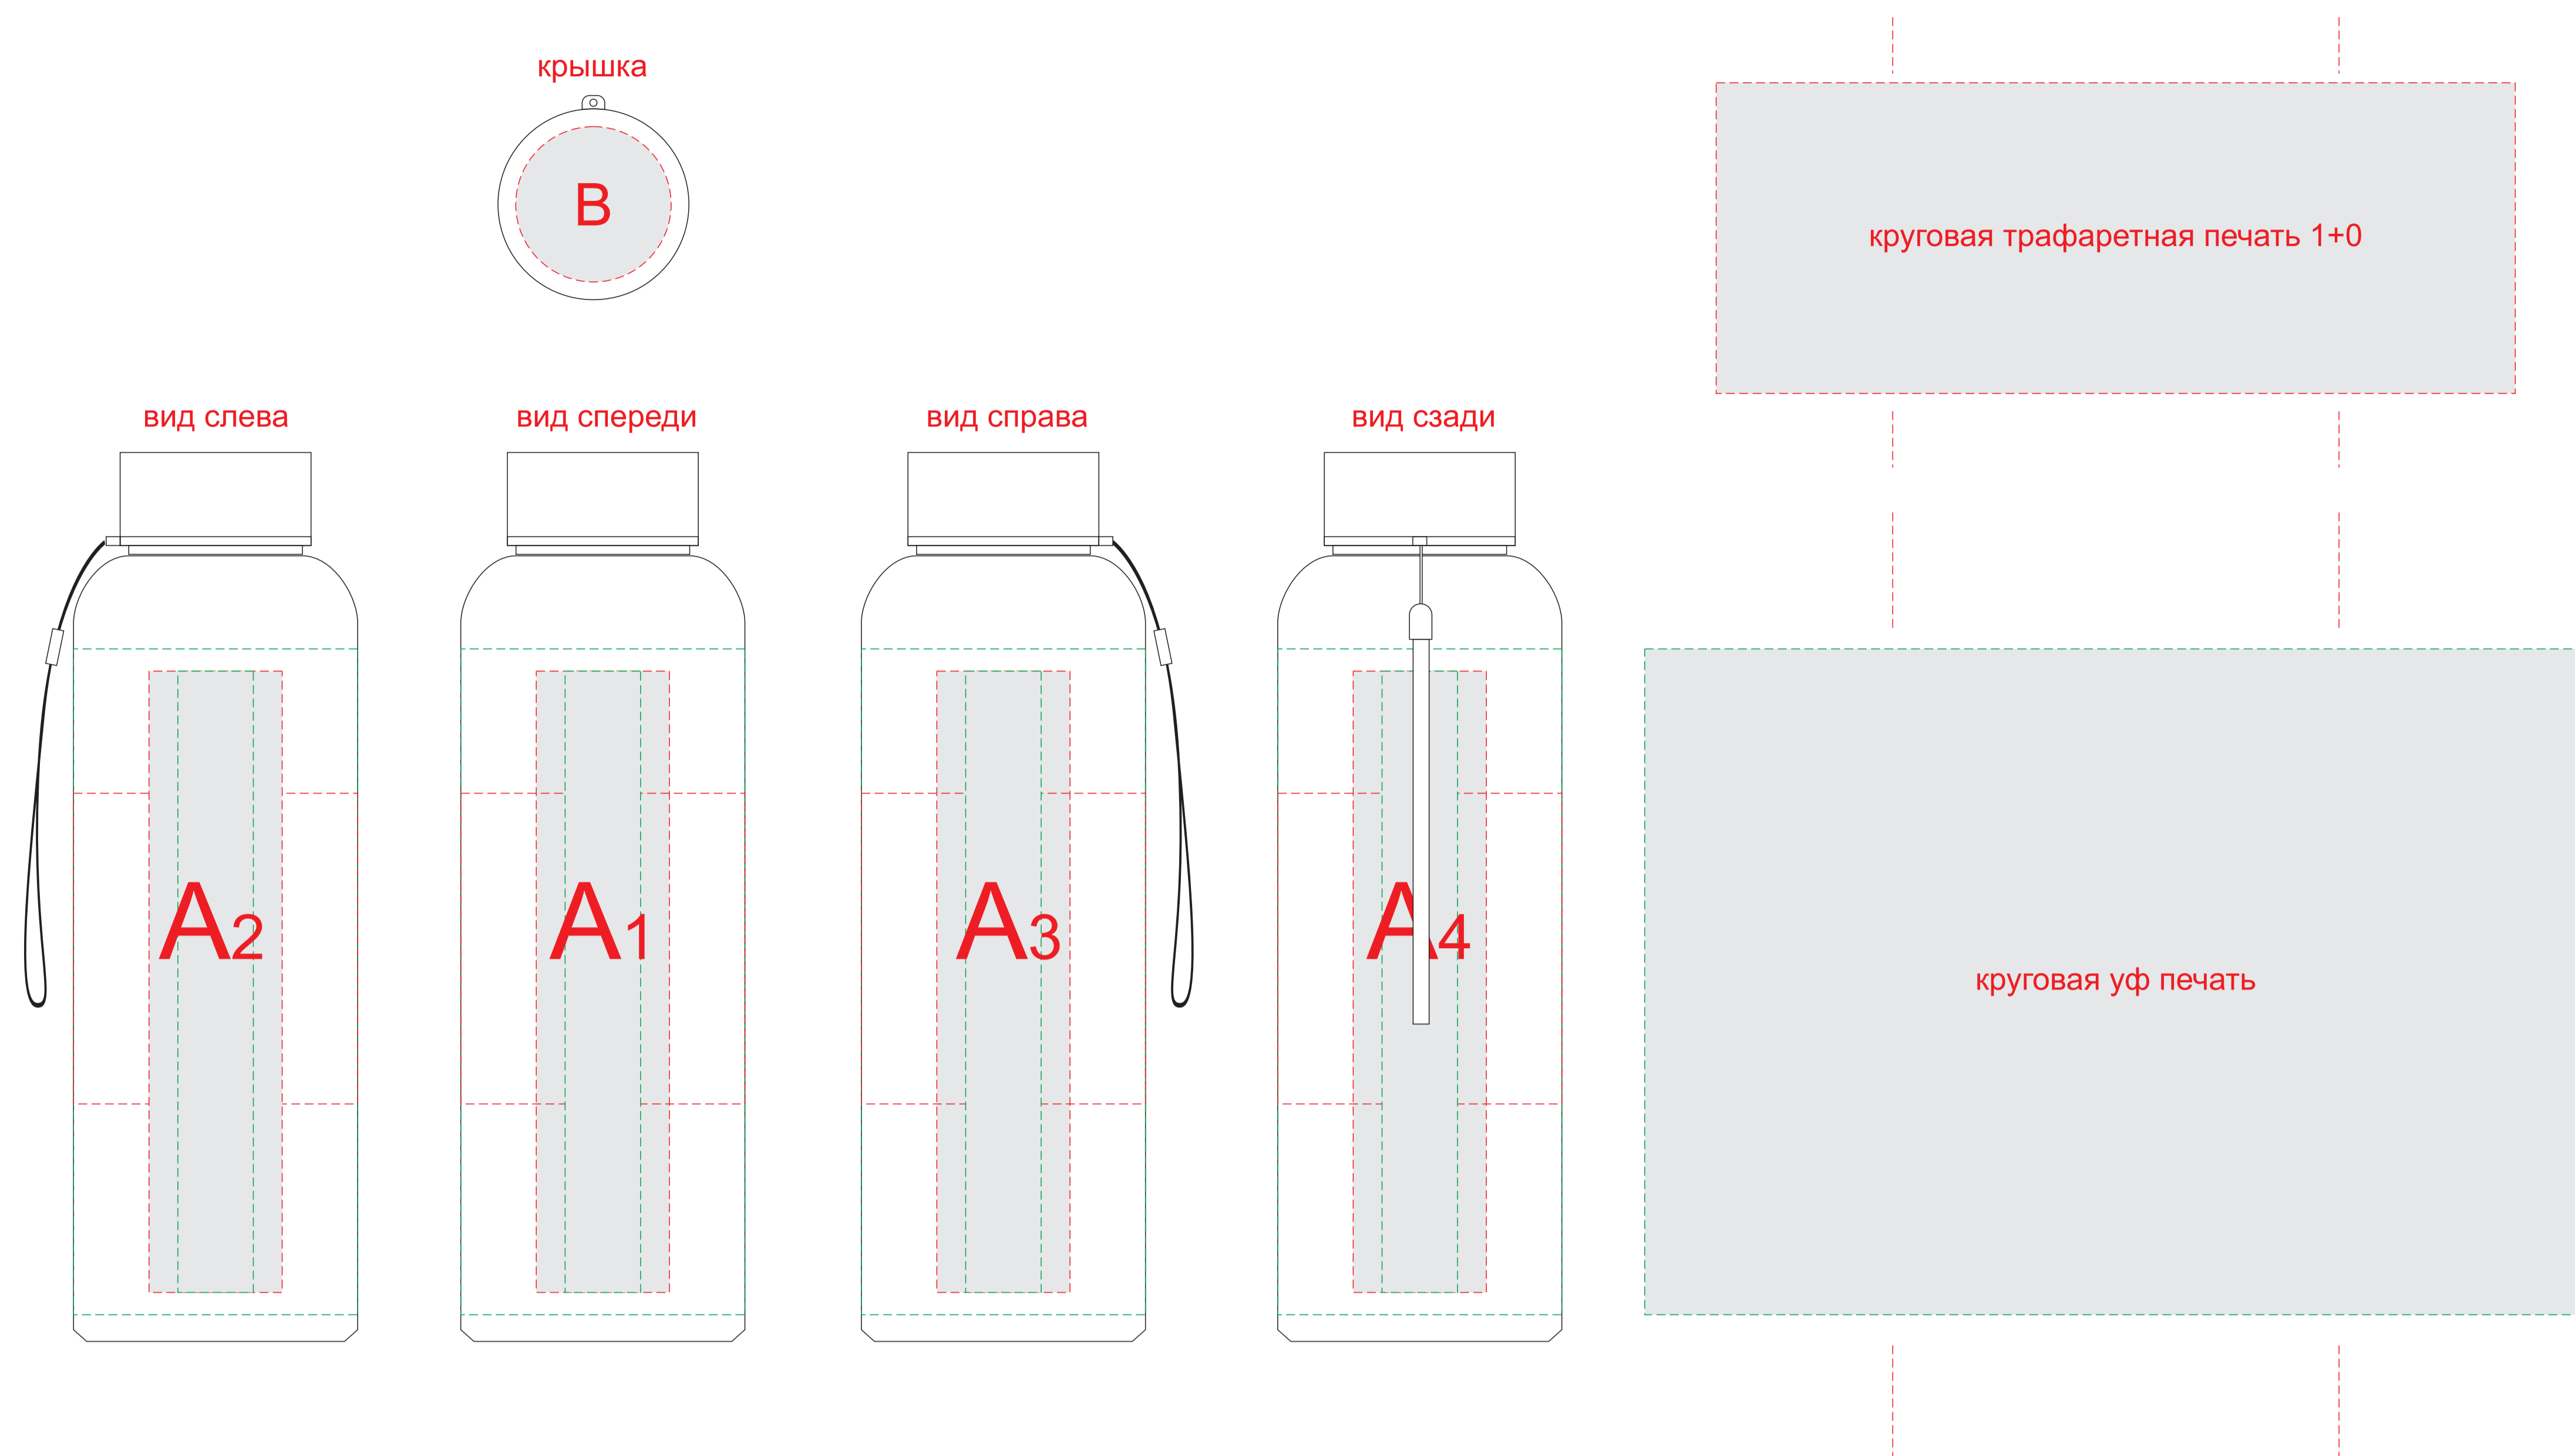 крышка
B
круговая трафаретная печать 1+0
вид слева
вид спереди
вид справа
вид сзади
A2
A1
A3
A4
круговая уф печать